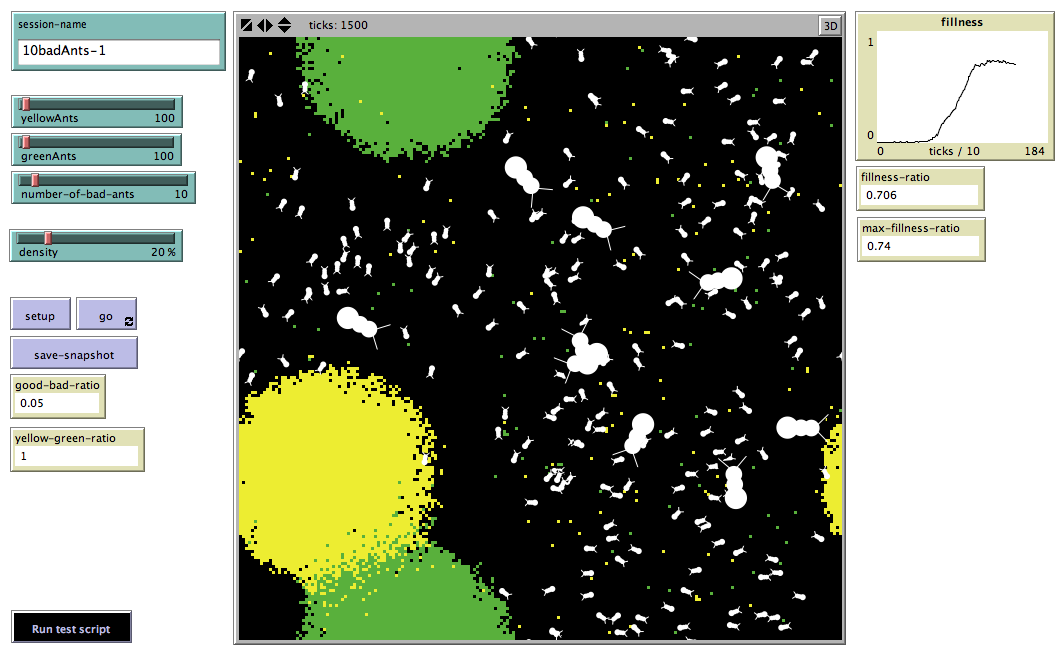 session-name
10badAnts-1
yellowAnts 100
greenAnts 100
number-of-bad-ants 10
density 20 %
setup
go
save-snapshot
good-bad-ratio
0.05
yellow-green-ratio
1
Run test script
ticks: 1500
3D
fillness
1
0
0 ticks / 10 184
fillness-ratio
0.706
max-fillness-ratio
0.74